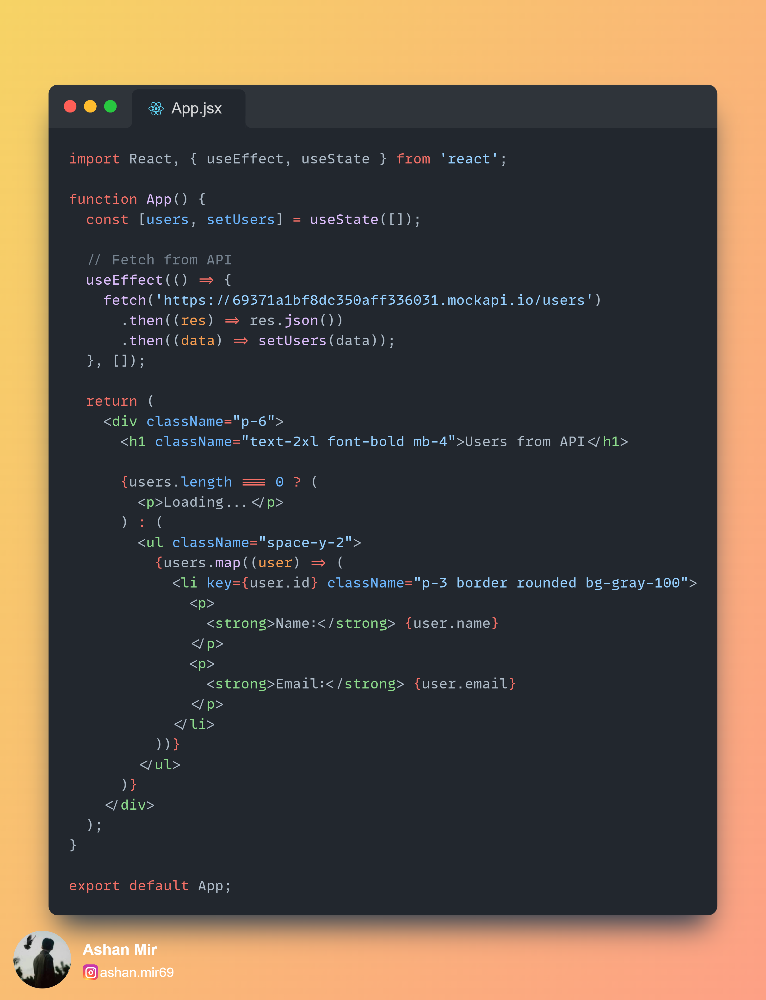 App.jsx
import React, { useEffect, useState } from 'react';
function App() {
  const [users, setUsers] = useState([]);
  // Fetch from API
  useEffect(() => {
    fetch('https://69371a1bf8dc350aff336031.mockapi.io/users')
      .then((res) => res.json())
      .then((data) => setUsers(data));
  }, []);
  return (
    <div className="p-6">
      <h1 className="text-2xl font-bold mb-4">Users from API</h1>
      {users.length === 0 ? (
        <p>Loading...</p>
      ) : (
        <ul className="space-y-2">
          {users.map((user) => (
            <li key={user.id} className="p-3 border rounded bg-gray-100">
              <p>
                <strong>Name:</strong> {user.name}
              </p>
              <p>
                <strong>Email:</strong> {user.email}
              </p>
            </li>
          ))}
        </ul>
      )}
    </div>
  );
}
export default App;
Ashan Mir
ashan.mir69